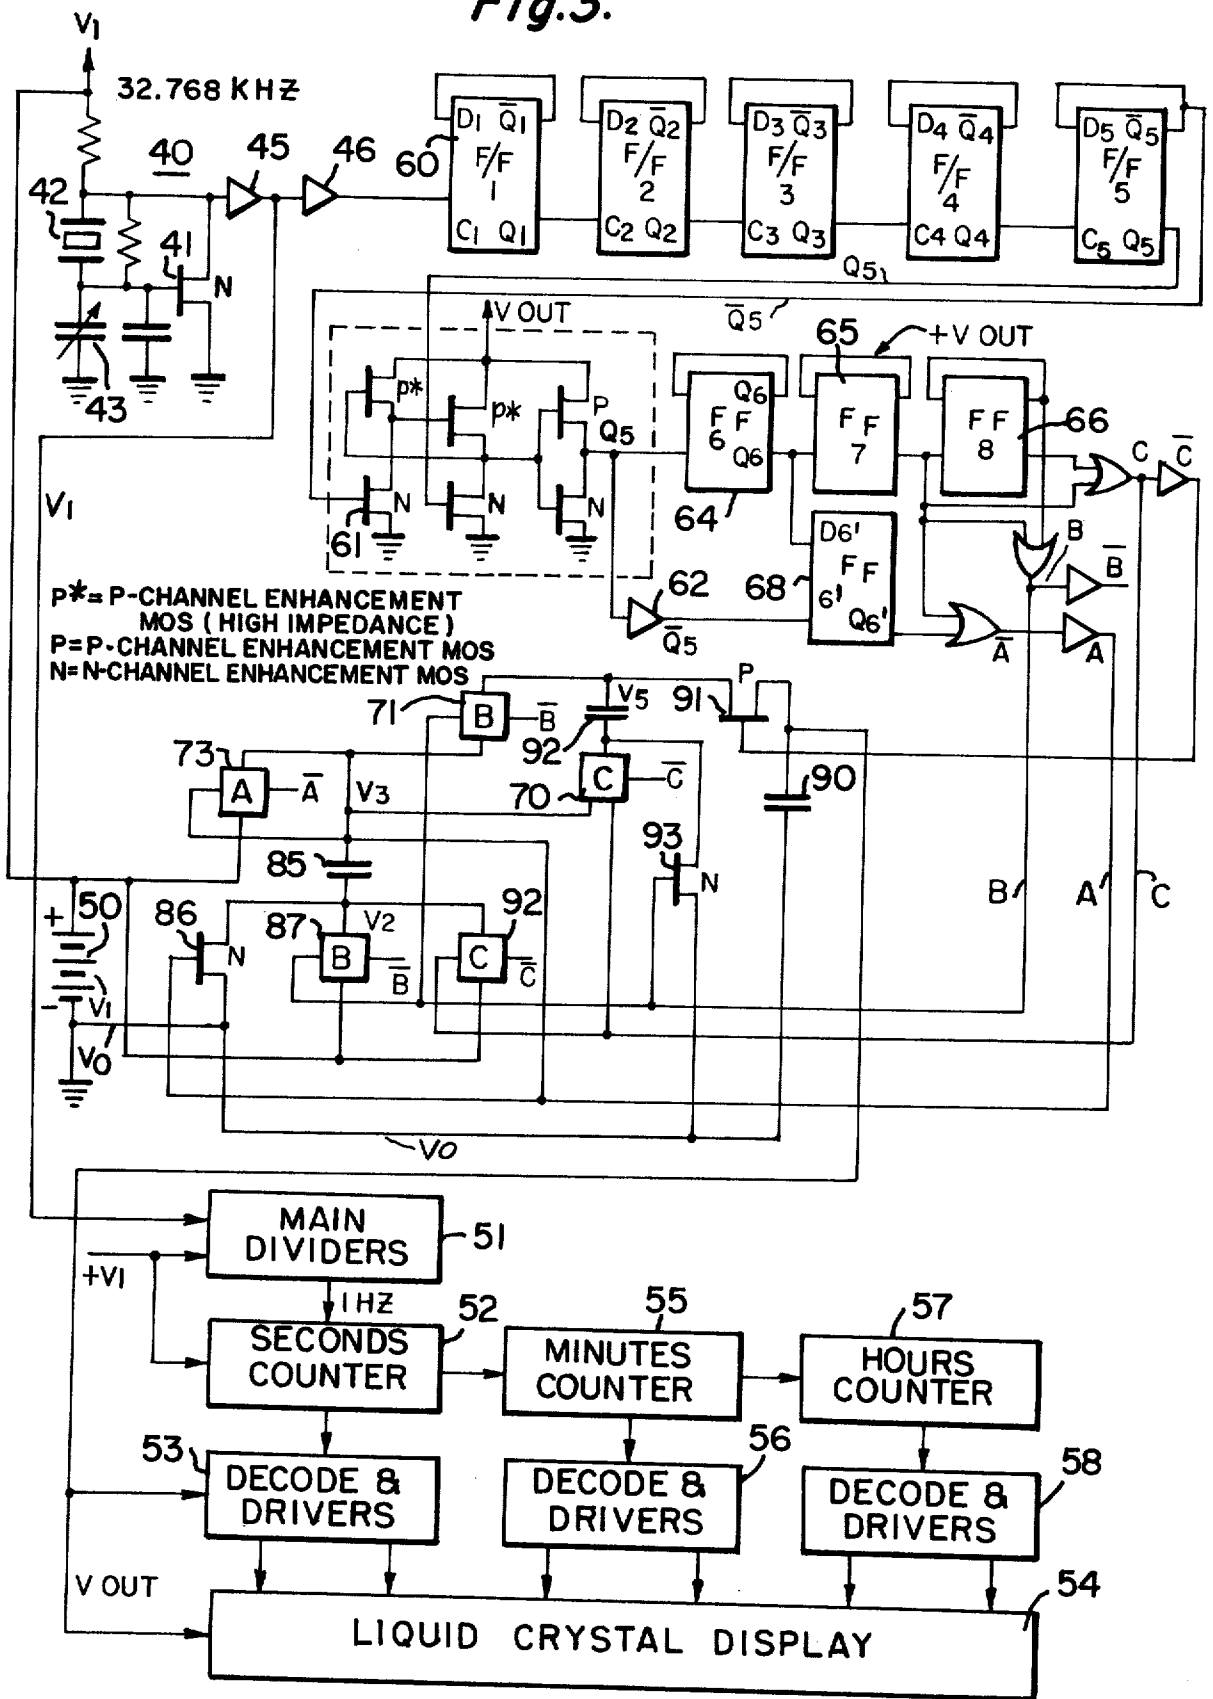 Fig.3.
V1
32.768 KHZ
40
45
46
42
41
N
43
60
D1 Q̅1
F/F
1
C1 Q1
D2 Q̅2
F/F
2
C2 Q2
D3 Q̅3
F/F
3
C3 Q3
D4 Q̅4
F/F
4
C4 Q4
D5 Q̅5
F/F
5
C5 Q5
Q5
Q̅5
V OUT
65
+V OUT
P*
P*
P
Q5
N
N
N
61
Q6
F F
6
Q6
64
F F
7
F F
8
66
C
C̅
V1
D6'
F F
6'
Q6'
68
B
B̅
62
Q̅5
A̅
A
P*= P-CHANNEL ENHANCEMENT
MOS (HIGH IMPEDANCE)
P=P-CHANNEL ENHANCEMENT MOS
N=N-CHANNEL ENHANCEMENT MOS
71
B
B̅
V5
92
91
P
73
A
A̅
V3
C
C̅
70
90
85
93
N
B
A
C
+
50
-
V1
V0
86
N
87
V2
B
B̅
92
C
C̅
V0
MAIN
DIVIDERS
51
+V1
1HZ
SECONDS
COUNTER
52
MINUTES
COUNTER
55
HOURS
COUNTER
57
53
DECODE &
DRIVERS
DECODE &
DRIVERS
56
DECODE &
DRIVERS
58
V OUT
LIQUID CRYSTAL DISPLAY
54